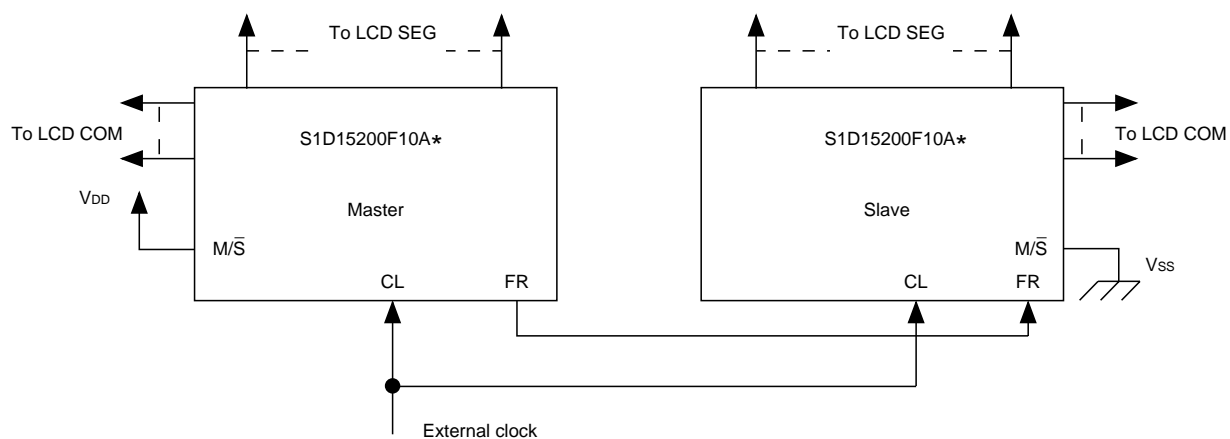 To LCD SEG
To LCD COM
S1D15200F10A*
VDD
Master
M/S̅
CL
FR
To LCD SEG
S1D15200F10A*
To LCD COM
Slave
M/S̅
VSS
CL
FR
External clock